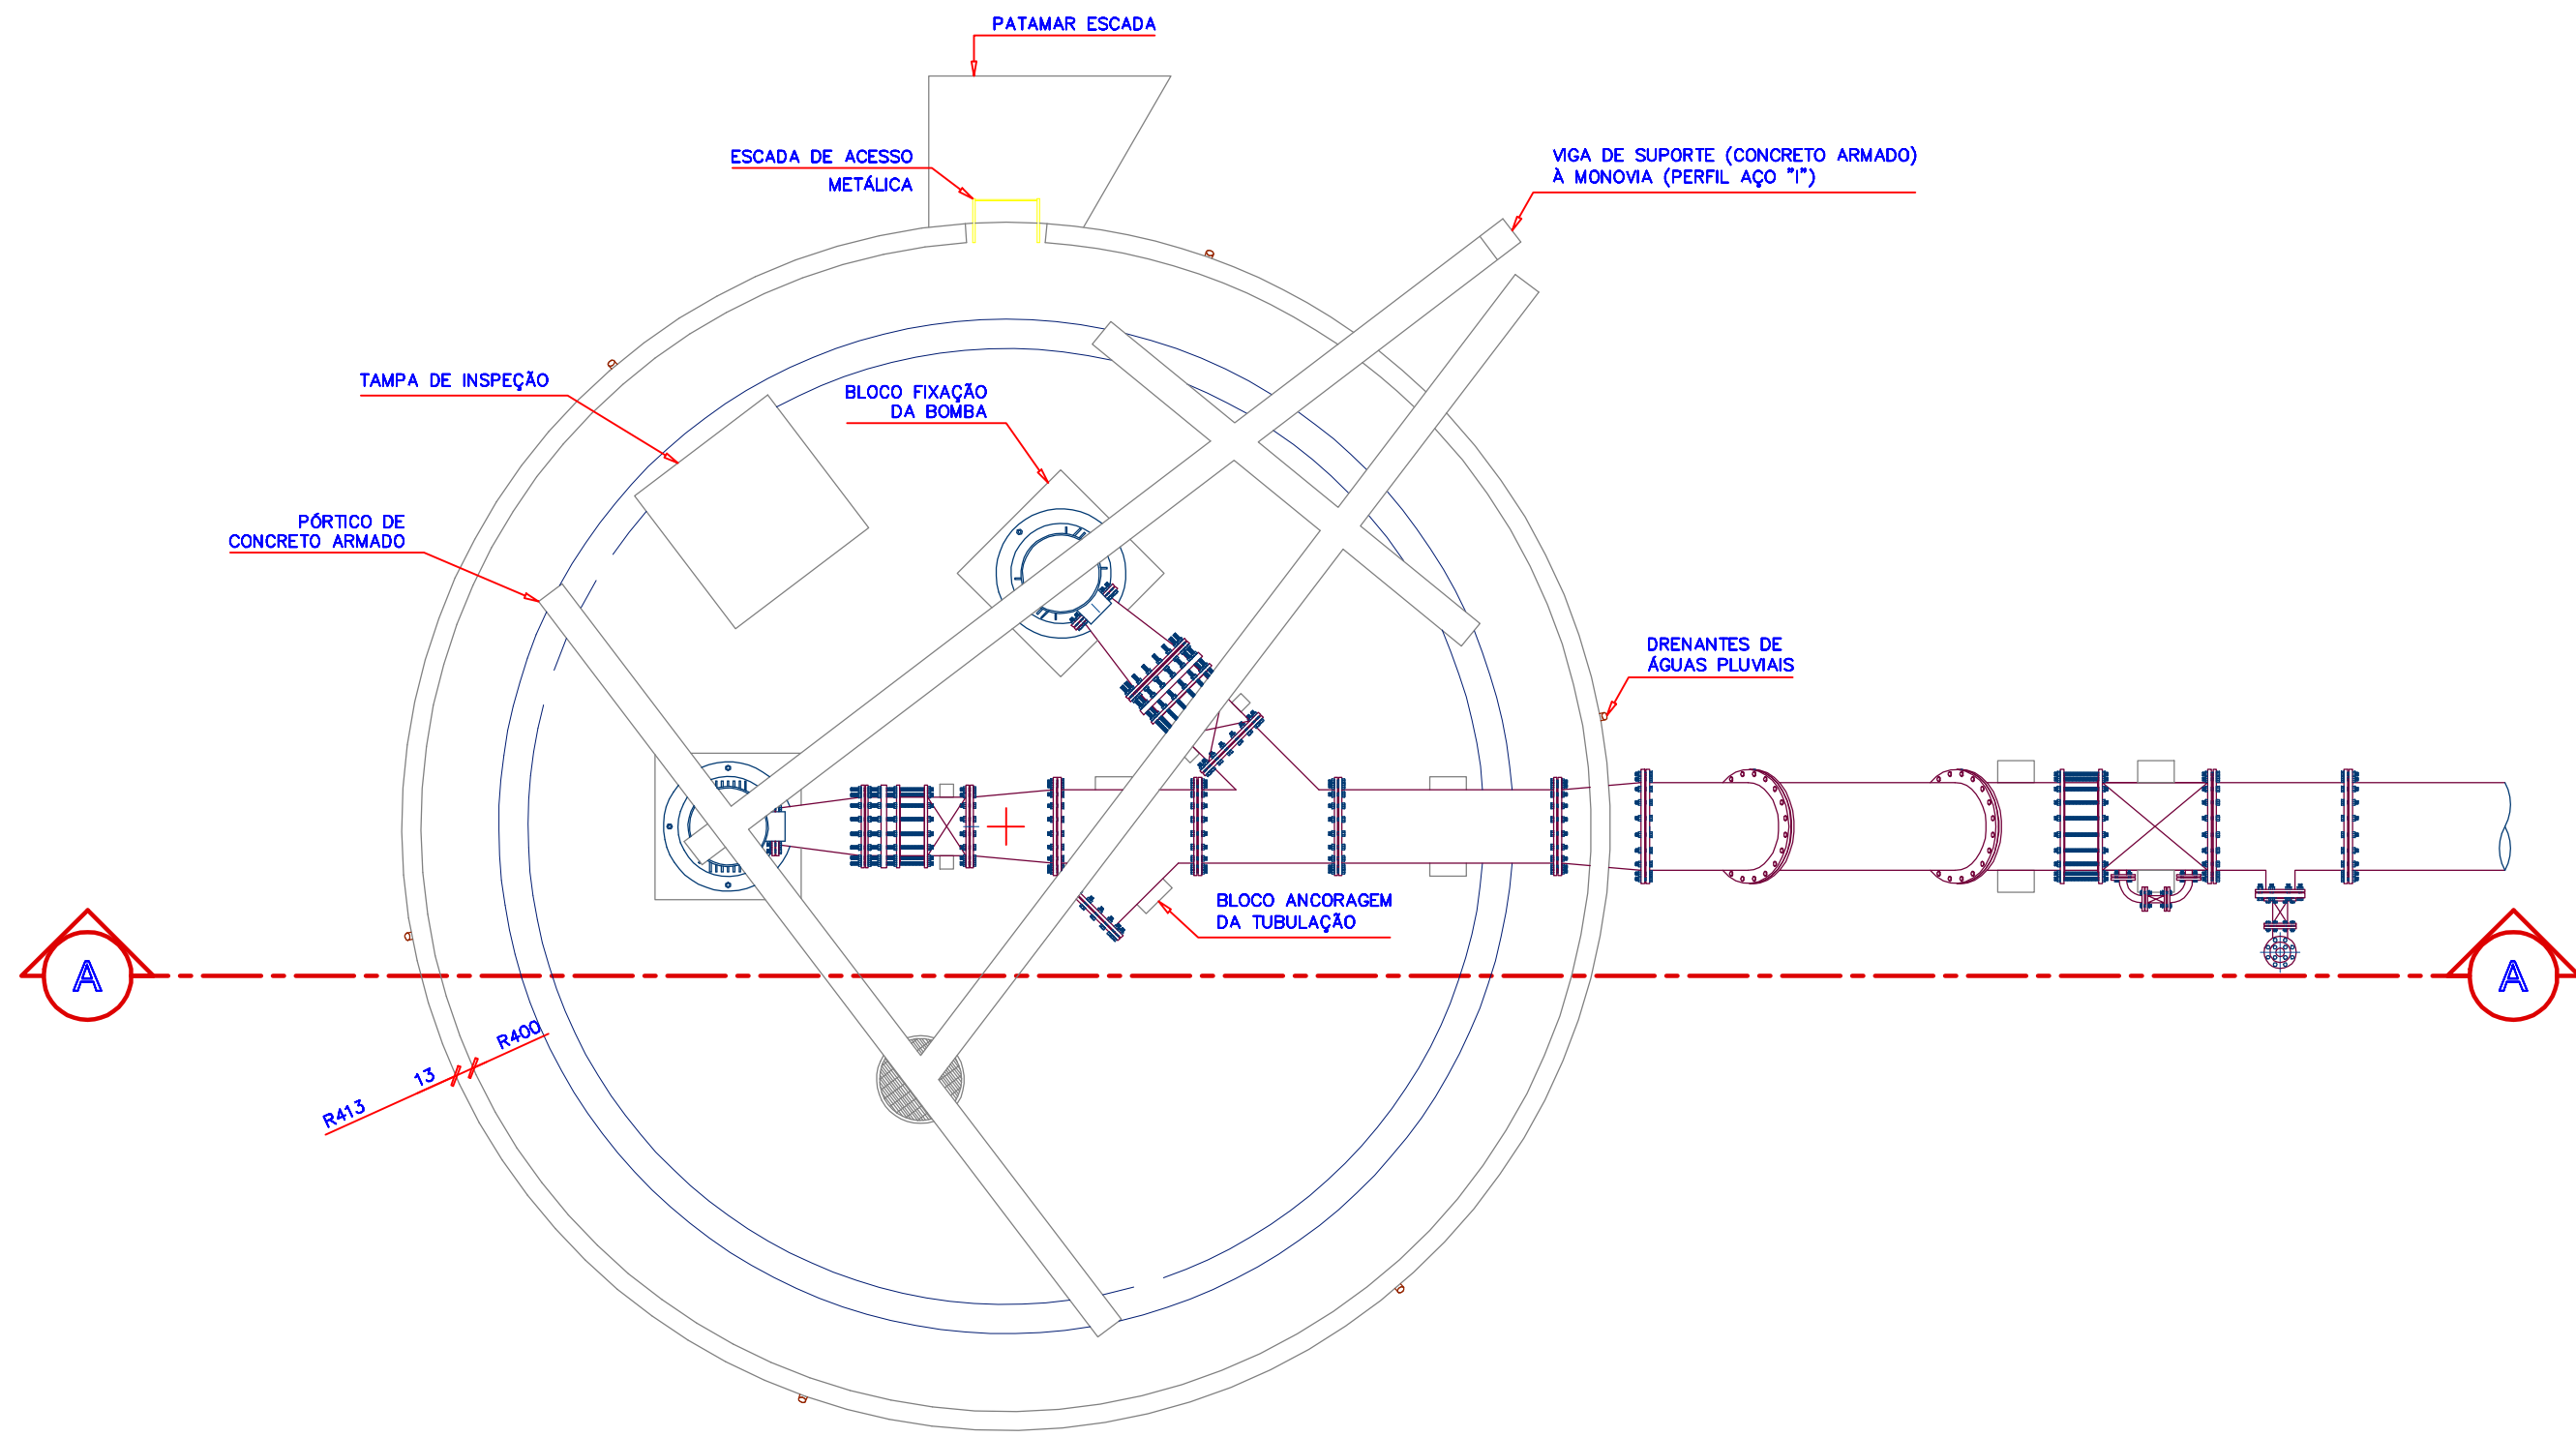 PATAMAR ESCADA
ESCADA DE ACESSO
METÁLICA
VIGA DE SUPORTE (CONCRETO ARMADO)
À MONOVIA (PERFIL AÇO "I")
TAMPA DE INSPEÇÃO
BLOCO FIXAÇÃO
DA BOMBA
PÓRTICO DE
CONCRETO ARMADO
DRENANTES DE
ÁGUAS PLUVIAIS
BLOCO ANCORAGEM
DA TUBULAÇÃO
A
A
R400
13
R413